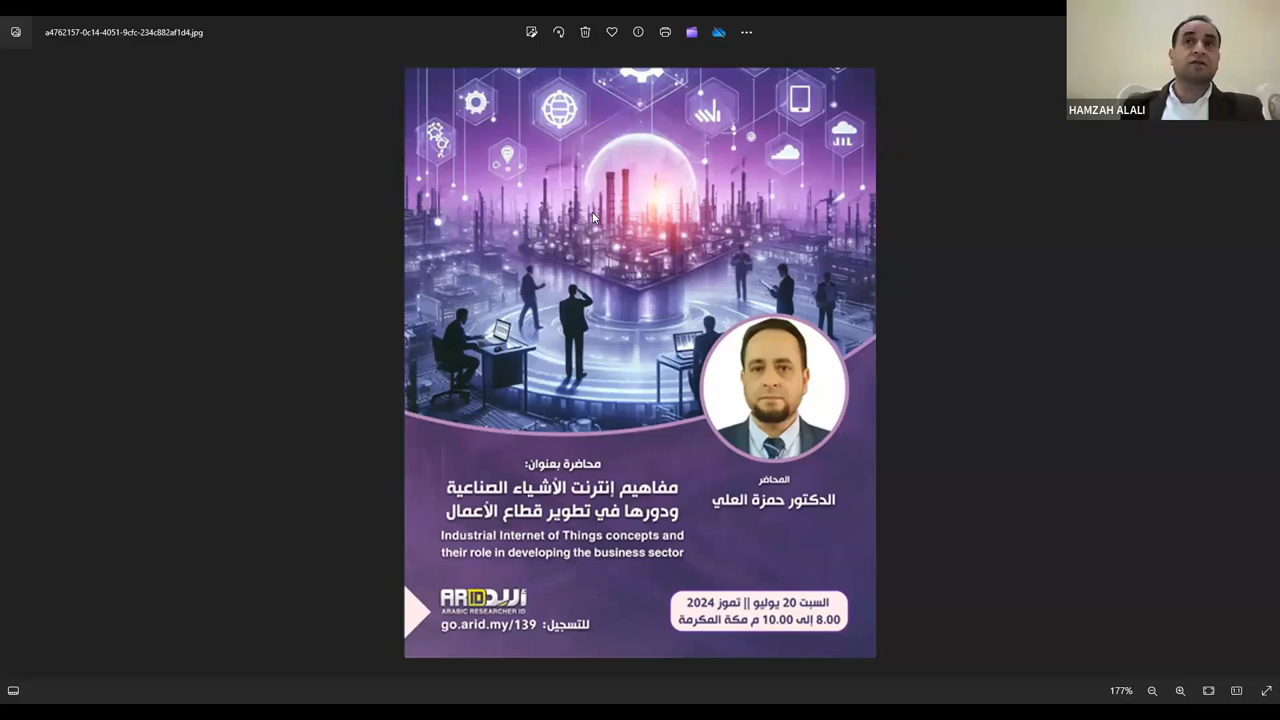 a4762157-0c14-4051-9cfc-234c882af1d4.jpg
HAMZAH ALALI
محاضرة بعنوان:
مفاهيم إنترنت الأشياء الصناعية
ودورها في تطوير قطاع الأعمال
Industrial Internet of Things concepts and
their role in developing the business sector
المحاضر
الدكتور حمزة العلي
ARID أريد
ARABIC RESEARCHER ID
للتسجيل: go.arid.my/139
السبت 20 يوليو || تموز 2024
8.00 إلى 10.00 م مكة المكرمة
177%